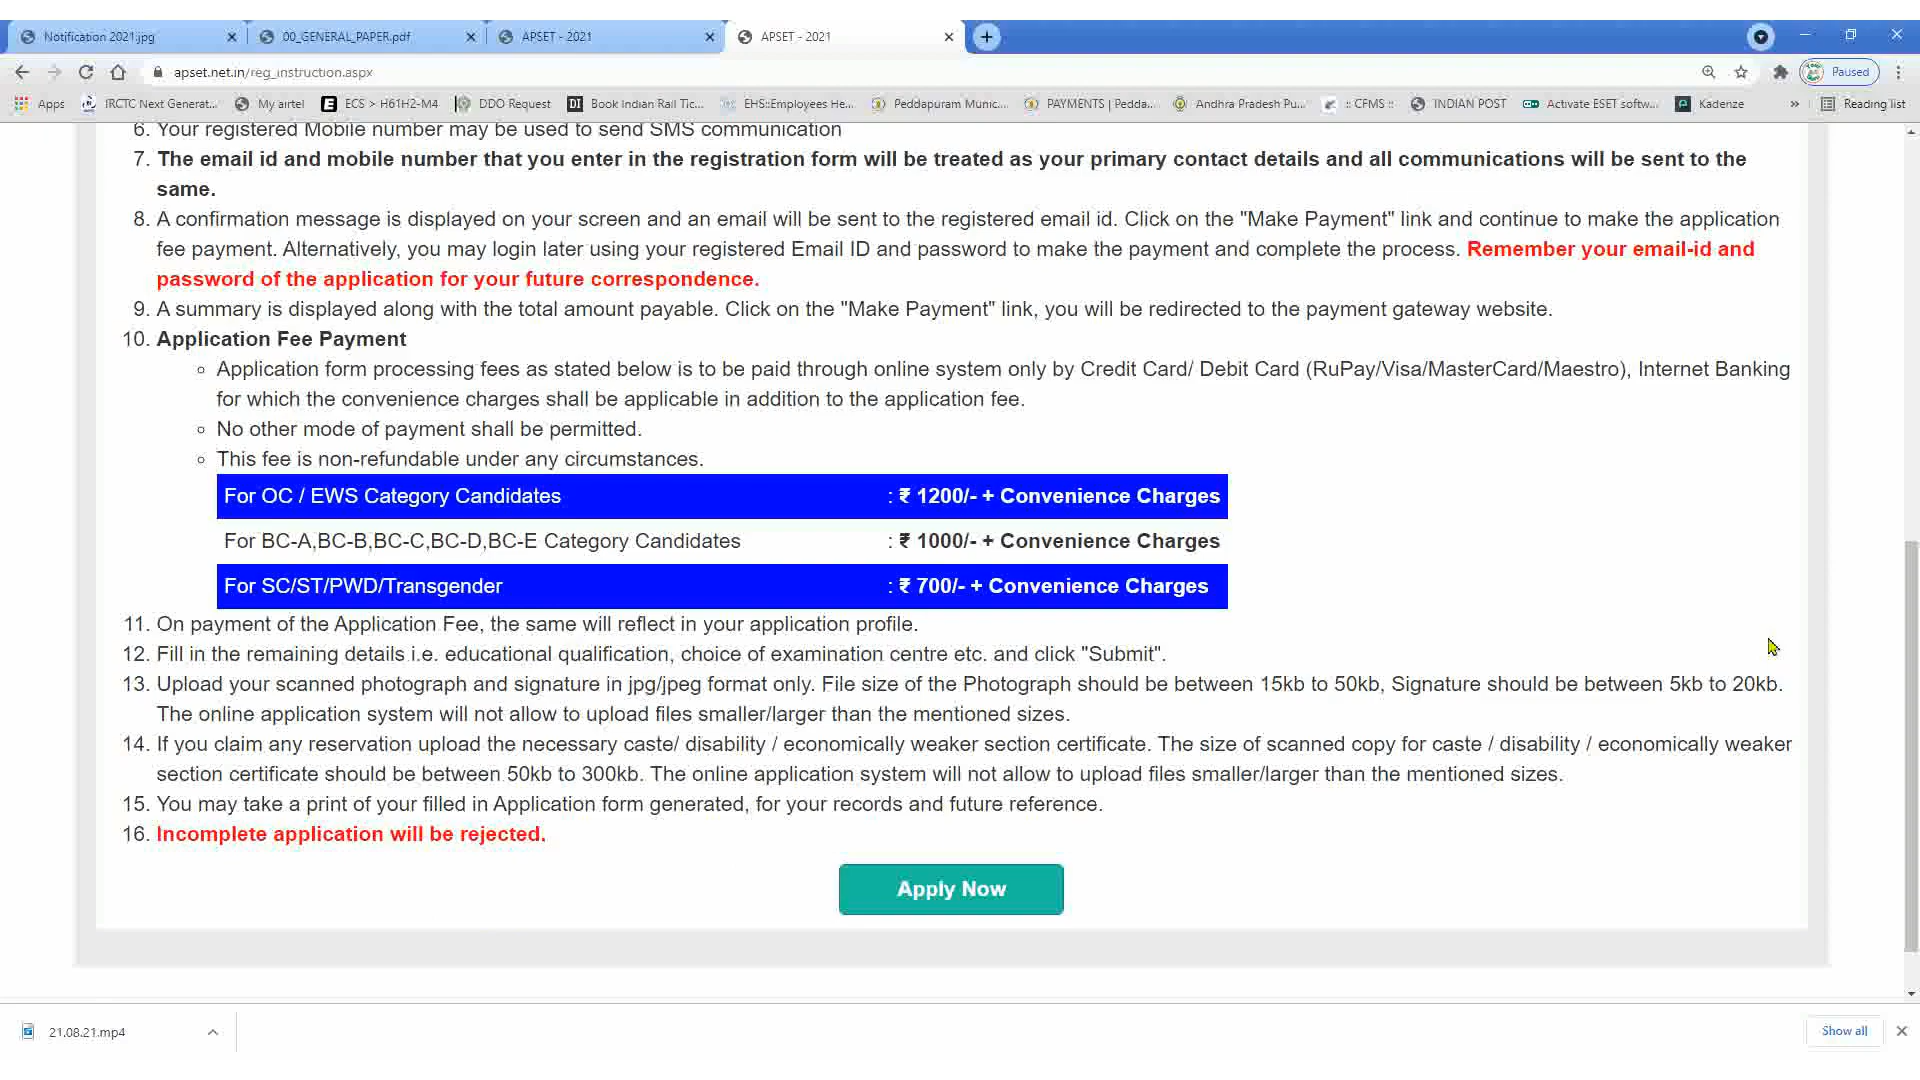 Notification 2021.jpg
00_GENERAL_PAPER.pdf
APSET - 2021
APSET - 2021
apset.net.in/reg_instruction.aspx
Paused
Apps
IRCTC Next Generat...
My airtel
ECS > H61H2-M4
DDO Request
Book Indian Rail Tic...
EHS::Employees He...
Peddapuram Munic...
PAYMENTS | Pedda...
Andhra Pradesh Pu...
:: CFMS ::
INDIAN POST
Activate ESET softw...
Kadenze
»
Reading list
6. Your registered Mobile number may be used to send SMS communication
7. The email id and mobile number that you enter in the registration form will be treated as your primary contact details and all communications will be sent to the
same.
8. A confirmation message is displayed on your screen and an email will be sent to the registered email id. Click on the "Make Payment" link and continue to make the application
fee payment. Alternatively, you may login later using your registered Email ID and password to make the payment and complete the process. Remember your email-id and
password of the application for your future correspondence.
9. A summary is displayed along with the total amount payable. Click on the "Make Payment" link, you will be redirected to the payment gateway website.
10. Application Fee Payment
Application form processing fees as stated below is to be paid through online system only by Credit Card/ Debit Card (RuPay/Visa/MasterCard/Maestro), Internet Banking
for which the convenience charges shall be applicable in addition to the application fee.
No other mode of payment shall be permitted.
This fee is non-refundable under any circumstances.
For OC / EWS Category Candidates : ₹ 1200/- + Convenience Charges
For BC-A,BC-B,BC-C,BC-D,BC-E Category Candidates : ₹ 1000/- + Convenience Charges
For SC/ST/PWD/Transgender : ₹ 700/- + Convenience Charges
11. On payment of the Application Fee, the same will reflect in your application profile.
12. Fill in the remaining details i.e. educational qualification, choice of examination centre etc. and click "Submit".
13. Upload your scanned photograph and signature in jpg/jpeg format only. File size of the Photograph should be between 15kb to 50kb, Signature should be between 5kb to 20kb.
The online application system will not allow to upload files smaller/larger than the mentioned sizes.
14. If you claim any reservation upload the necessary caste/ disability / economically weaker section certificate. The size of scanned copy for caste / disability / economically weaker
section certificate should be between 50kb to 300kb. The online application system will not allow to upload files smaller/larger than the mentioned sizes.
15. You may take a print of your filled in Application form generated, for your records and future reference.
16. Incomplete application will be rejected.
Apply Now
21.08.21.mp4
Show all